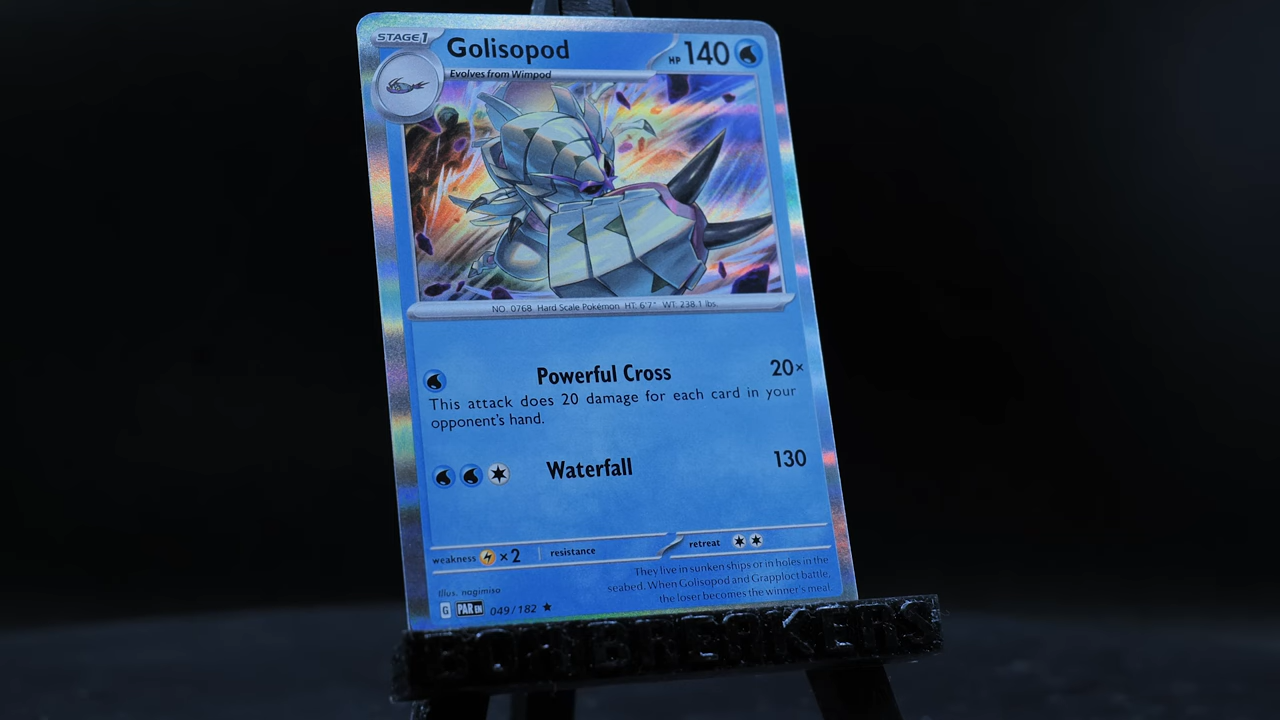 STAGE 1
Golisopod
HP 140
Evolves from Wimpod
NO. 0768 Hard Scale Pokémon HT: 6'7" WT: 238.1 lbs.
Powerful Cross 20×
This attack does 20 damage for each card in your
opponent's hand.
Waterfall 130
weakness ×2 resistance retreat
They live in sunken ships or in holes in the
seabed. When Golisopod and Grapploct battle,
the loser becomes the winner's meal.
Illus. nagimiso
G PAR EN 049/182 ★
BOXBREAKERS